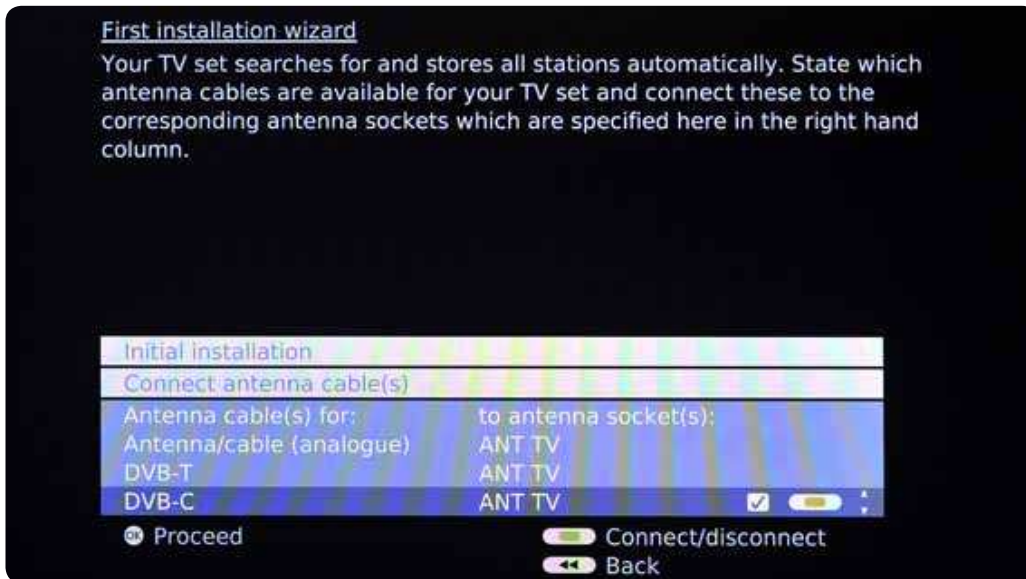 First installation wizard
Your TV set searches for and stores all stations automatically. State which
antenna cables are available for your TV set and connect these to the
corresponding antenna sockets which are specified here in the right hand
column.
Initial installation
Connect antenna cable(s)
Antenna cable(s) for: to antenna socket(s):
Antenna/cable (analogue) ANT TV
DVB-T ANT TV
DVB-C ANT TV
OK Proceed Connect/disconnect
Back